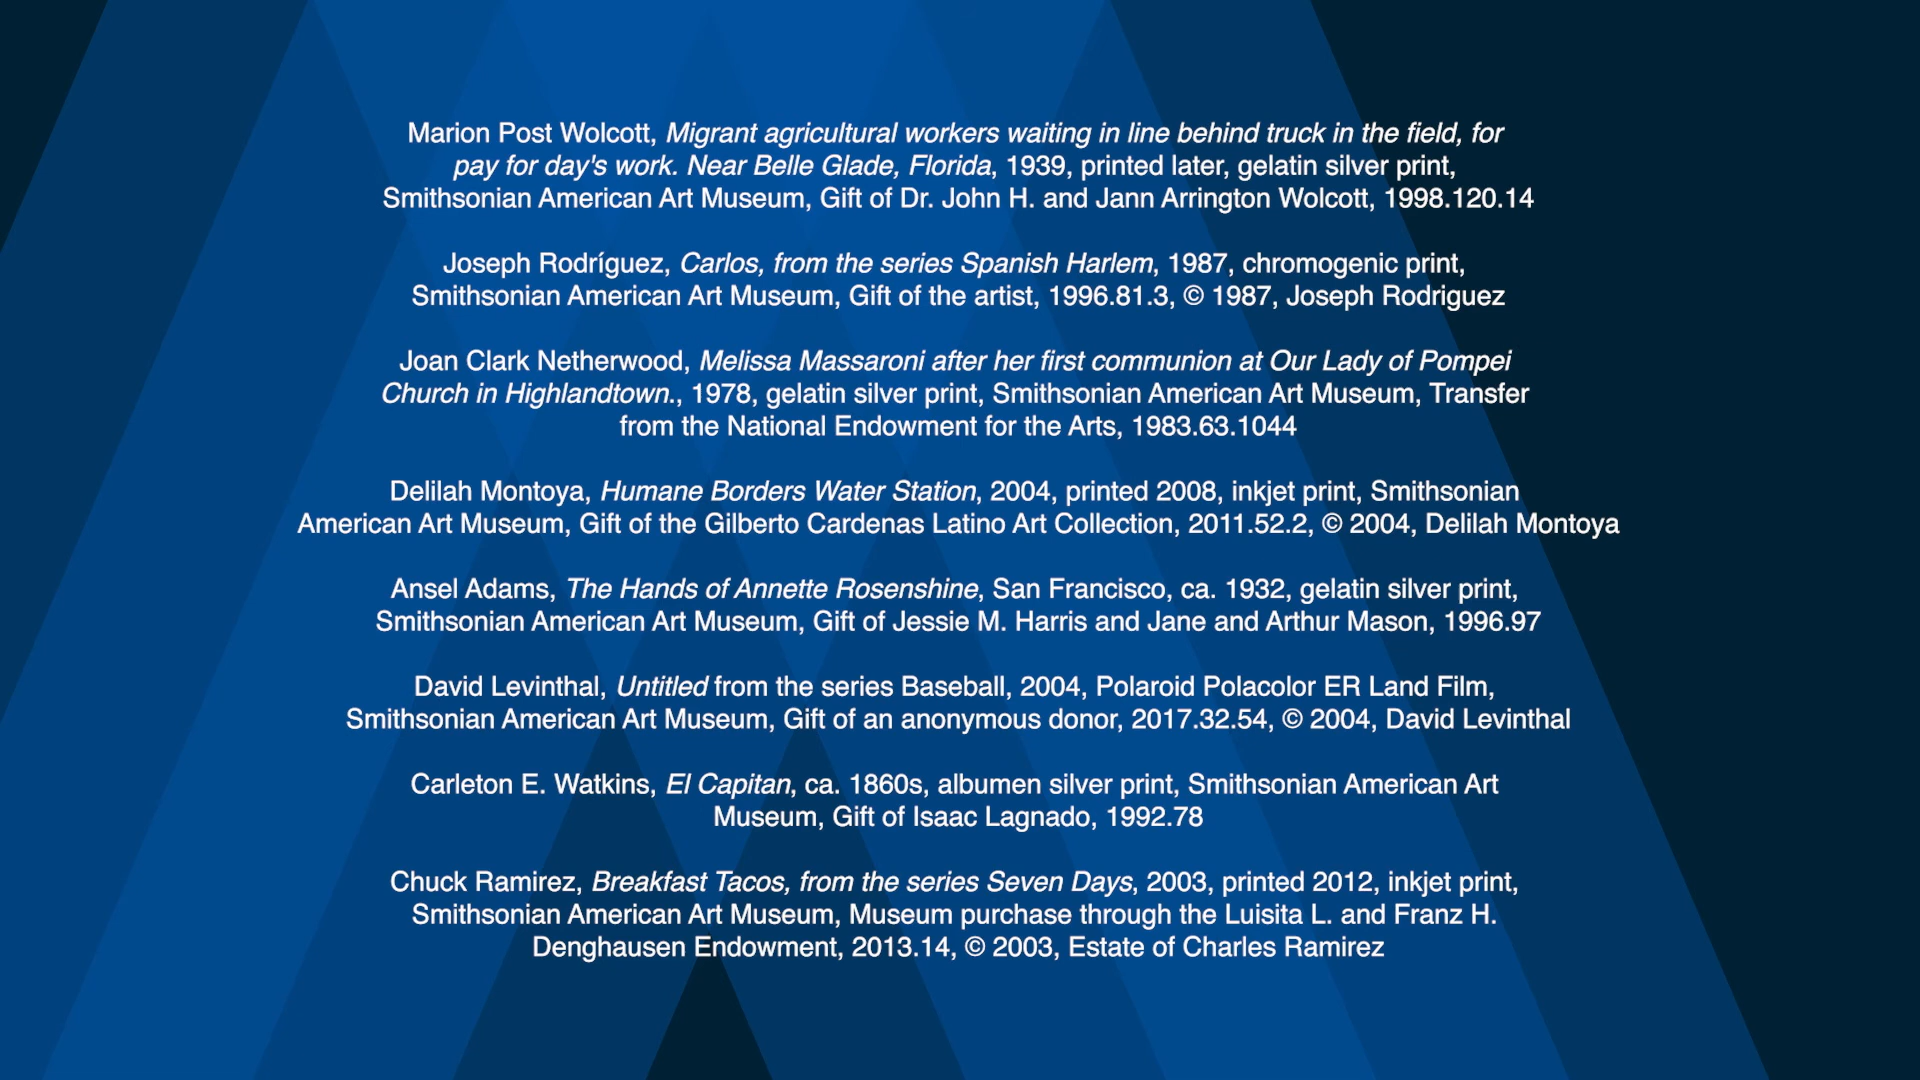 Marion Post Wolcott, Migrant agricultural workers waiting in line behind truck in the field, for
pay for day's work. Near Belle Glade, Florida, 1939, printed later, gelatin silver print,
Smithsonian American Art Museum, Gift of Dr. John H. and Jann Arrington Wolcott, 1998.120.14
Joseph Rodríguez, Carlos, from the series Spanish Harlem, 1987, chromogenic print,
Smithsonian American Art Museum, Gift of the artist, 1996.81.3, © 1987, Joseph Rodriguez
Joan Clark Netherwood, Melissa Massaroni after her first communion at Our Lady of Pompei
Church in Highlandtown., 1978, gelatin silver print, Smithsonian American Art Museum, Transfer
from the National Endowment for the Arts, 1983.63.1044
Delilah Montoya, Humane Borders Water Station, 2004, printed 2008, inkjet print, Smithsonian
American Art Museum, Gift of the Gilberto Cardenas Latino Art Collection, 2011.52.2, © 2004, Delilah Montoya
Ansel Adams, The Hands of Annette Rosenshine, San Francisco, ca. 1932, gelatin silver print,
Smithsonian American Art Museum, Gift of Jessie M. Harris and Jane and Arthur Mason, 1996.97
David Levinthal, Untitled from the series Baseball, 2004, Polaroid Polacolor ER Land Film,
Smithsonian American Art Museum, Gift of an anonymous donor, 2017.32.54, © 2004, David Levinthal
Carleton E. Watkins, El Capitan, ca. 1860s, albumen silver print, Smithsonian American Art
Museum, Gift of Isaac Lagnado, 1992.78
Chuck Ramirez, Breakfast Tacos, from the series Seven Days, 2003, printed 2012, inkjet print,
Smithsonian American Art Museum, Museum purchase through the Luisita L. and Franz H.
Denghausen Endowment, 2013.14, © 2003, Estate of Charles Ramirez